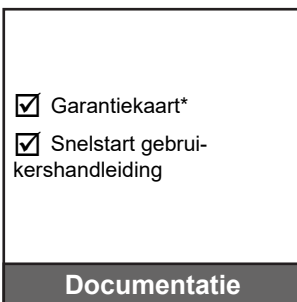 ☑ Garantiekaart*
☑ Snelstart gebrui-
kershandleiding
Documentatie